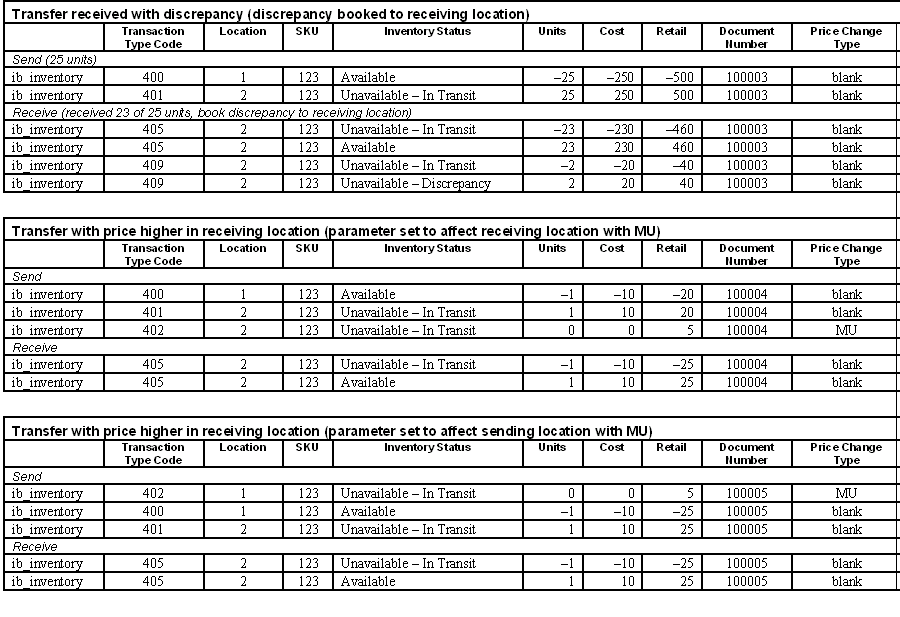 Transfer received with discrepancy (discrepancy booked to receiving location)
Transaction Type Code Location SKU Inventory Status Units Cost Retail Document Number Price Change Type
Send (25 units)
ib_inventory 400 1 123 Available –25 –250 –500 100003 blank
ib_inventory 401 2 123 Unavailable – In Transit 25 250 500 100003 blank
Receive (received 23 of 25 units, book discrepancy to receiving location)
ib_inventory 405 2 123 Unavailable – In Transit –23 –230 –460 100003 blank
ib_inventory 405 2 123 Available 23 230 460 100003 blank
ib_inventory 409 2 123 Unavailable – In Transit –2 –20 –40 100003 blank
ib_inventory 409 2 123 Unavailable – Discrepancy 2 20 40 100003 blank
Transfer with price higher in receiving location (parameter set to affect receiving location with MU)
Transaction Type Code Location SKU Inventory Status Units Cost Retail Document Number Price Change Type
Send
ib_inventory 400 1 123 Available –1 –10 –20 100004 blank
ib_inventory 401 2 123 Unavailable – In Transit 1 10 20 100004 blank
ib_inventory 402 2 123 Unavailable – In Transit 0 0 5 100004 MU
Receive
ib_inventory 405 2 123 Unavailable – In Transit –1 –10 –25 100004 blank
ib_inventory 405 2 123 Available 1 10 25 100004 blank
Transfer with price higher in receiving location (parameter set to affect sending location with MU)
Transaction Type Code Location SKU Inventory Status Units Cost Retail Document Number Price Change Type
Send
ib_inventory 402 1 123 Unavailable – In Transit 0 0 5 100005 MU
ib_inventory 400 1 123 Available –1 –10 –25 100005 blank
ib_inventory 401 2 123 Unavailable – In Transit 1 10 25 100005 blank
Receive
ib_inventory 405 2 123 Unavailable – In Transit –1 –10 –25 100005 blank
ib_inventory 405 2 123 Available 1 10 25 100005 blank